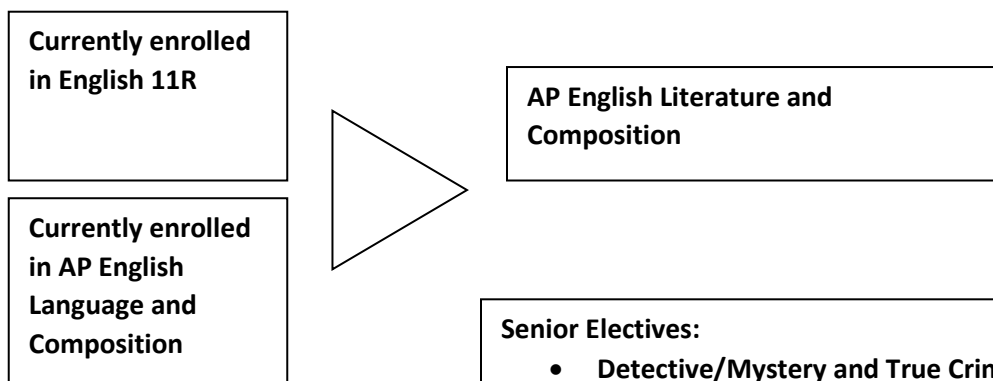 Currently enrolled
in English 11R
Currently enrolled
in AP English
Language and
Composition
AP English Literature and
Composition
Senior Electives:
• Detective/Mystery and True